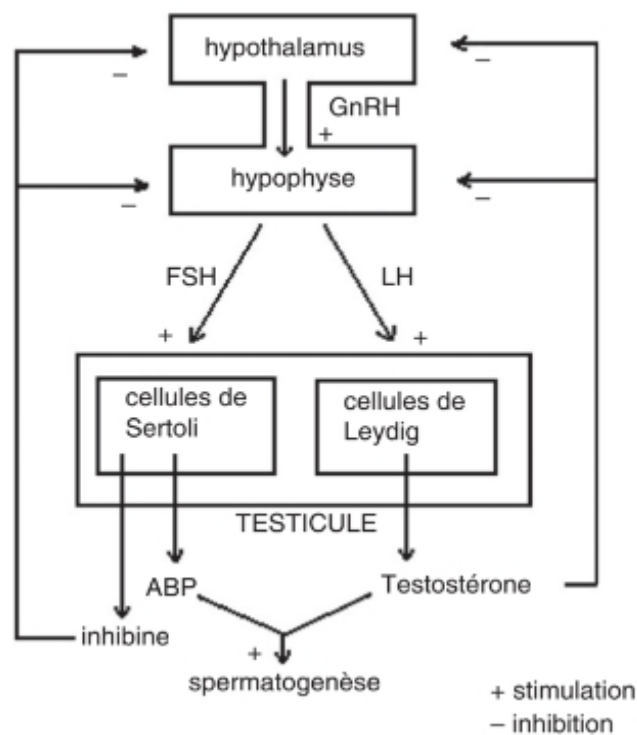 hypothalamus
–
–
GnRH
+
hypophyse
–
–
FSH
LH
+
+
cellules de
Sertoli
cellules de
Leydig
TESTICULE
ABP
Testostérone
inhibine
+
spermatogenèse
+ stimulation
– inhibition